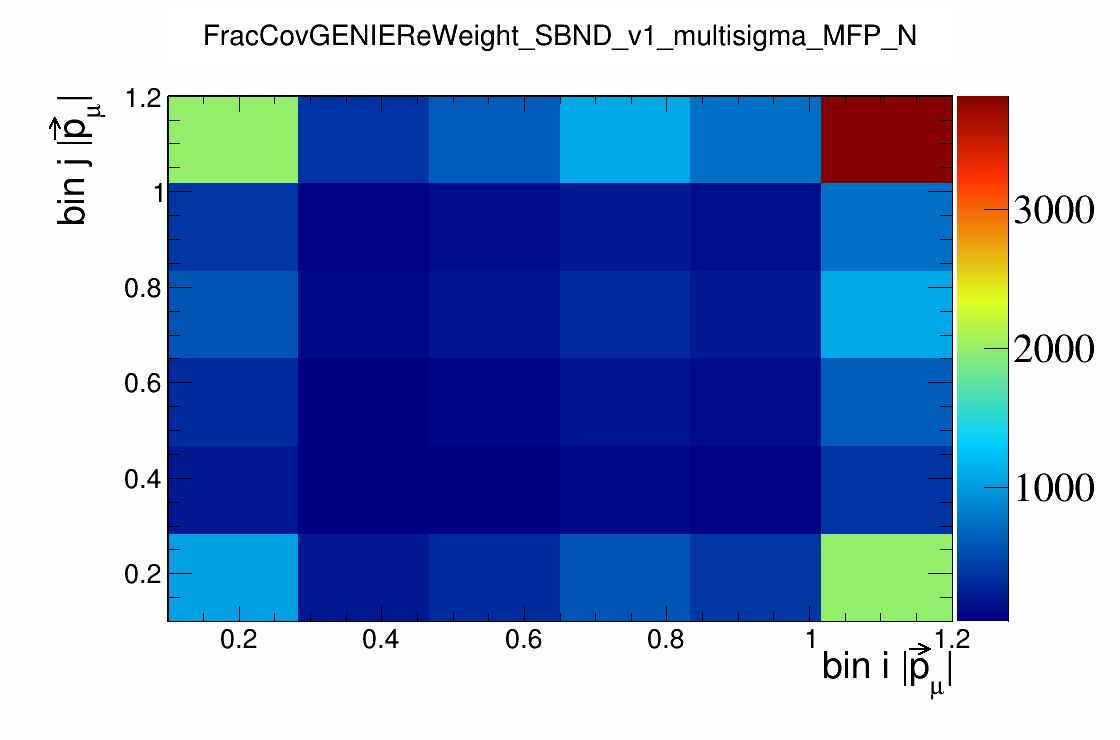 FracCovGENIEReWeight_SBND_v1_multisigma_MFP_N
bin j |p⃗μ|
1.2
1
0.8
0.6
0.4
0.2
0.2 0.4 0.6 0.8 1 1.2
bin i |p⃗μ|
3000
2000
1000